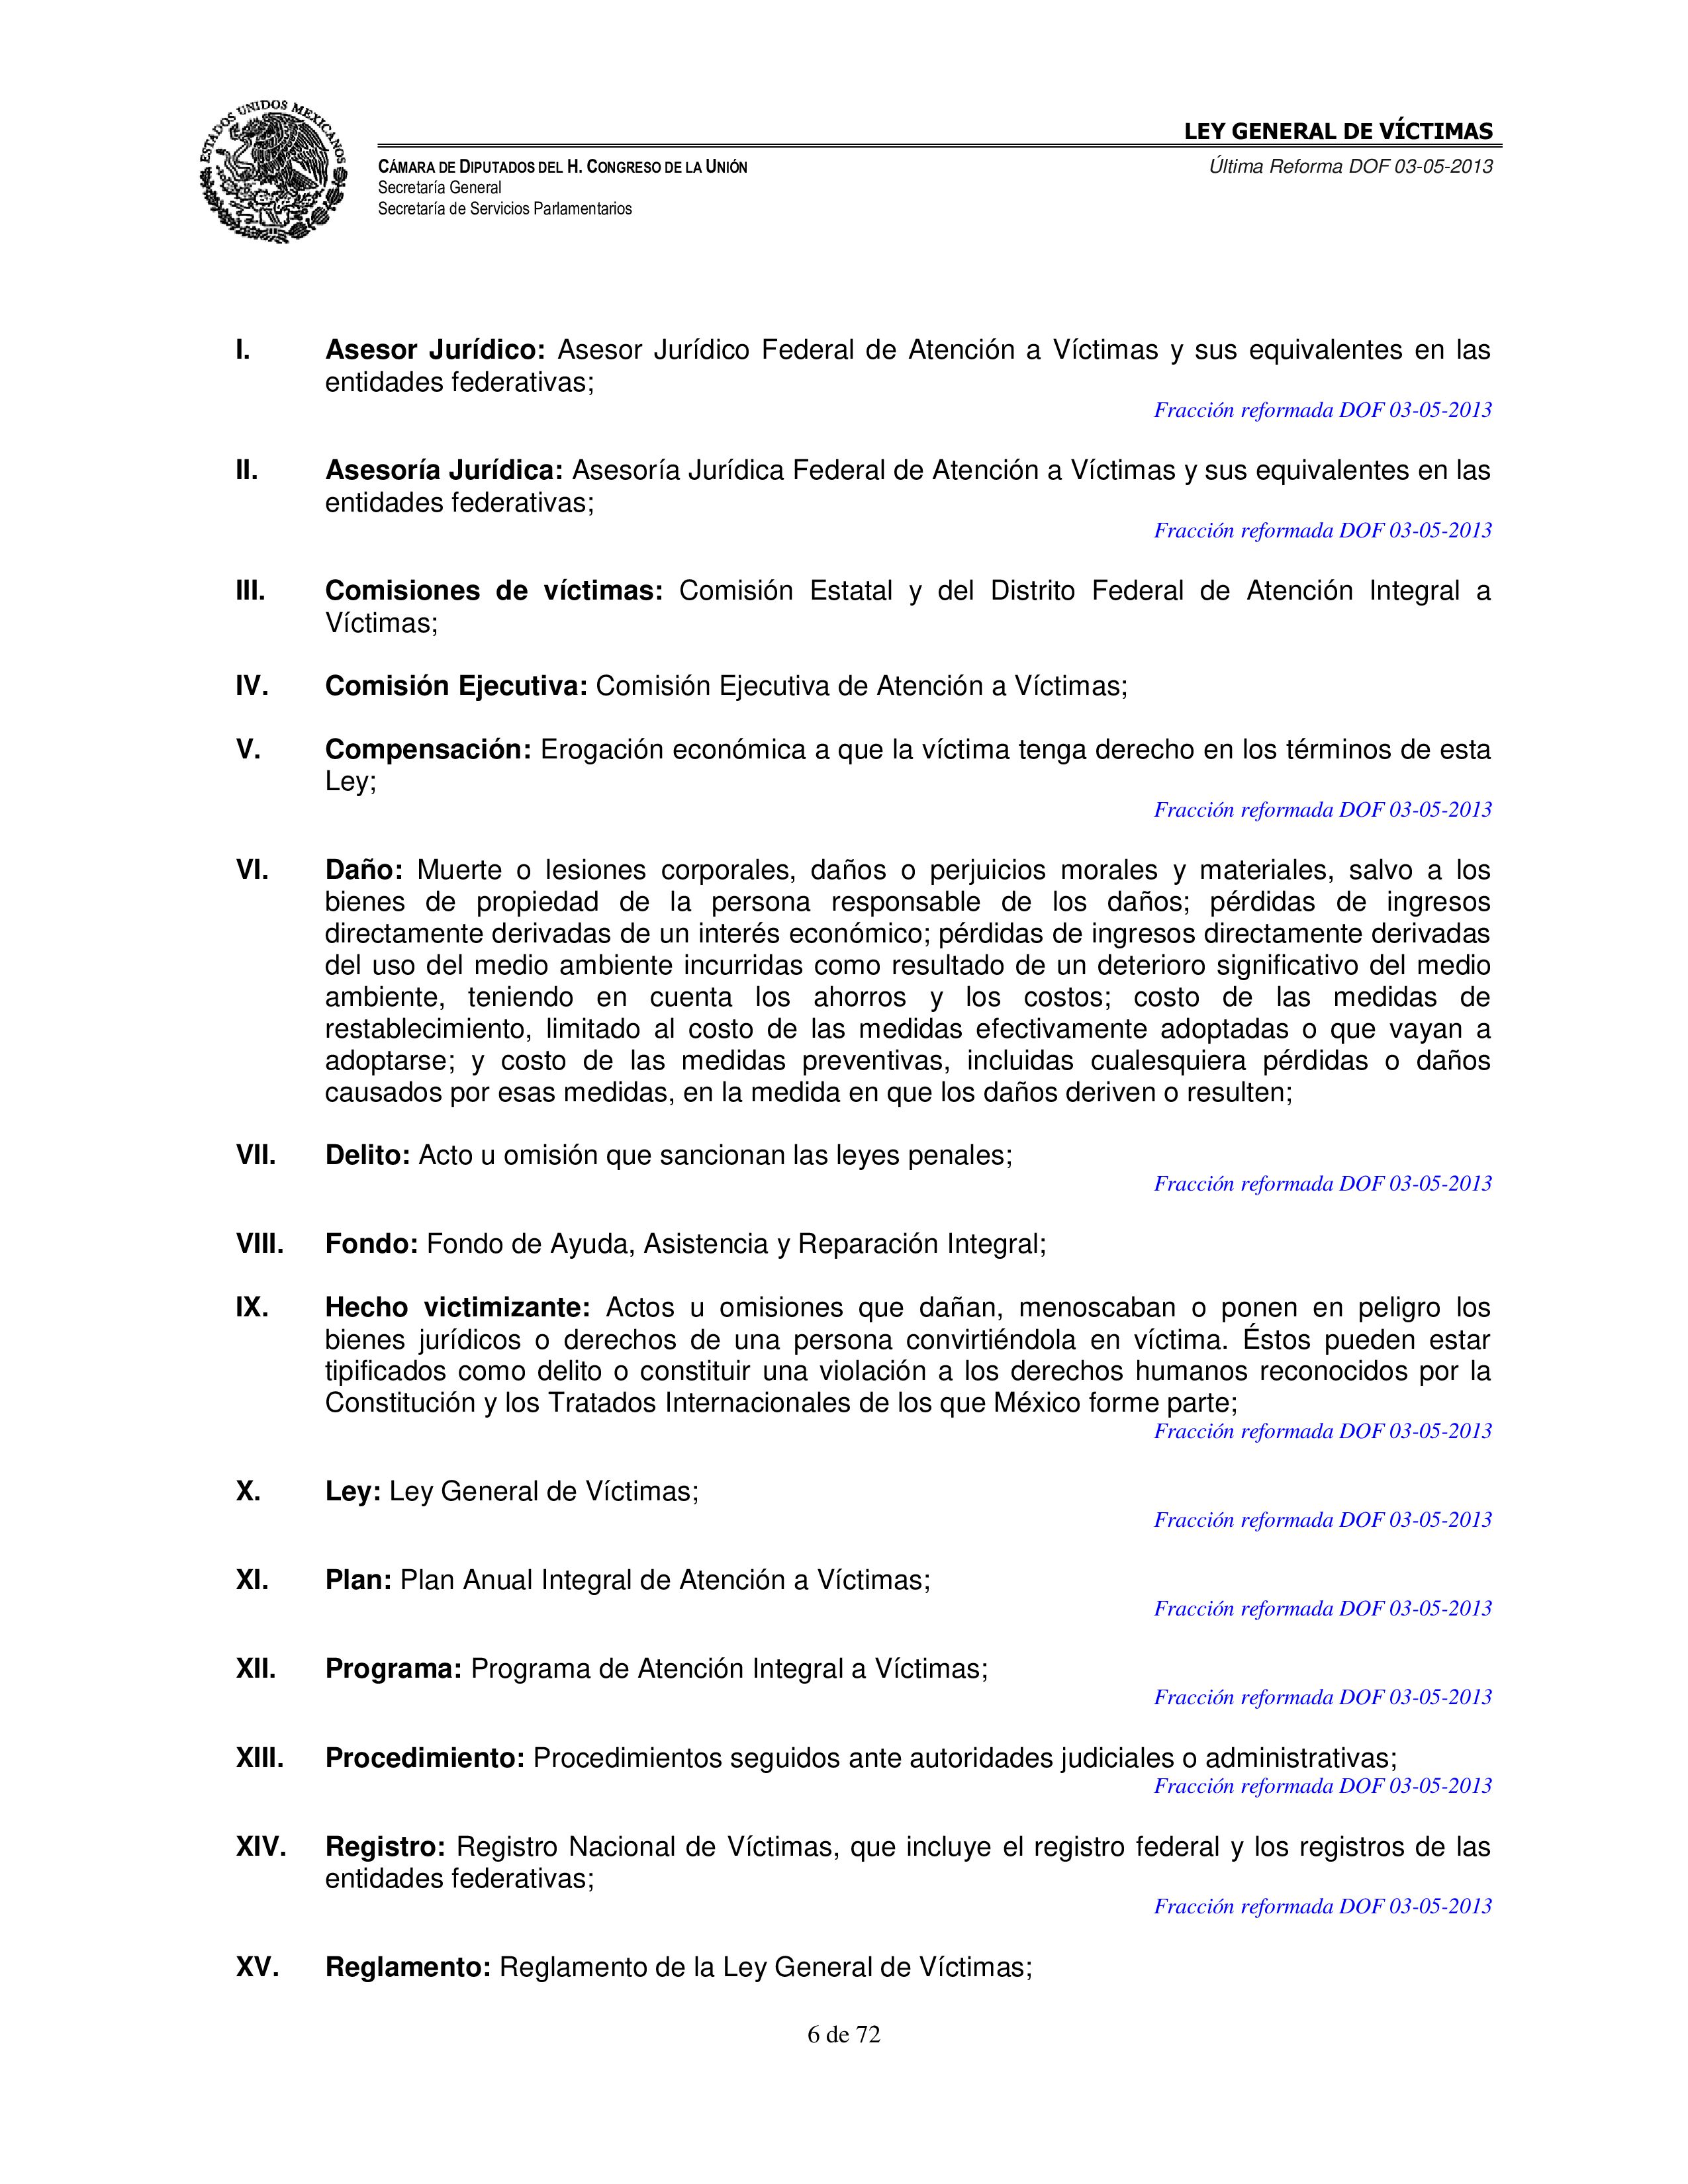 ESTADOS UNIDOS MEXICANOS
LEY GENERAL DE VÍCTIMAS
CÁMARA DE DIPUTADOS DEL H. CONGRESO DE LA UNIÓN
Última Reforma DOF 03-05-2013
Secretaría General
Secretaría de Servicios Parlamentarios
I. Asesor Jurídico: Asesor Jurídico Federal de Atención a Víctimas y sus equivalentes en las
entidades federativas;
Fracción reformada DOF 03-05-2013
II. Asesoría Jurídica: Asesoría Jurídica Federal de Atención a Víctimas y sus equivalentes en las
entidades federativas;
Fracción reformada DOF 03-05-2013
III. Comisiones de víctimas: Comisión Estatal y del Distrito Federal de Atención Integral a
Víctimas;
IV. Comisión Ejecutiva: Comisión Ejecutiva de Atención a Víctimas;
V. Compensación: Erogación económica a que la víctima tenga derecho en los términos de esta
Ley;
Fracción reformada DOF 03-05-2013
VI. Daño: Muerte o lesiones corporales, daños o perjuicios morales y materiales, salvo a los
bienes de propiedad de la persona responsable de los daños; pérdidas de ingresos
directamente derivadas de un interés económico; pérdidas de ingresos directamente derivadas
del uso del medio ambiente incurridas como resultado de un deterioro significativo del medio
ambiente, teniendo en cuenta los ahorros y los costos; costo de las medidas de
restablecimiento, limitado al costo de las medidas efectivamente adoptadas o que vayan a
adoptarse; y costo de las medidas preventivas, incluidas cualesquiera pérdidas o daños
causados por esas medidas, en la medida en que los daños deriven o resulten;
VII. Delito: Acto u omisión que sancionan las leyes penales;
Fracción reformada DOF 03-05-2013
VIII. Fondo: Fondo de Ayuda, Asistencia y Reparación Integral;
IX. Hecho victimizante: Actos u omisiones que dañan, menoscaban o ponen en peligro los
bienes jurídicos o derechos de una persona convirtiéndola en víctima. Éstos pueden estar
tipificados como delito o constituir una violación a los derechos humanos reconocidos por la
Constitución y los Tratados Internacionales de los que México forme parte;
Fracción reformada DOF 03-05-2013
X. Ley: Ley General de Víctimas;
Fracción reformada DOF 03-05-2013
XI. Plan: Plan Anual Integral de Atención a Víctimas;
Fracción reformada DOF 03-05-2013
XII. Programa: Programa de Atención Integral a Víctimas;
Fracción reformada DOF 03-05-2013
XIII. Procedimiento: Procedimientos seguidos ante autoridades judiciales o administrativas;
Fracción reformada DOF 03-05-2013
XIV. Registro: Registro Nacional de Víctimas, que incluye el registro federal y los registros de las
entidades federativas;
Fracción reformada DOF 03-05-2013
XV. Reglamento: Reglamento de la Ley General de Víctimas;
6 de 72